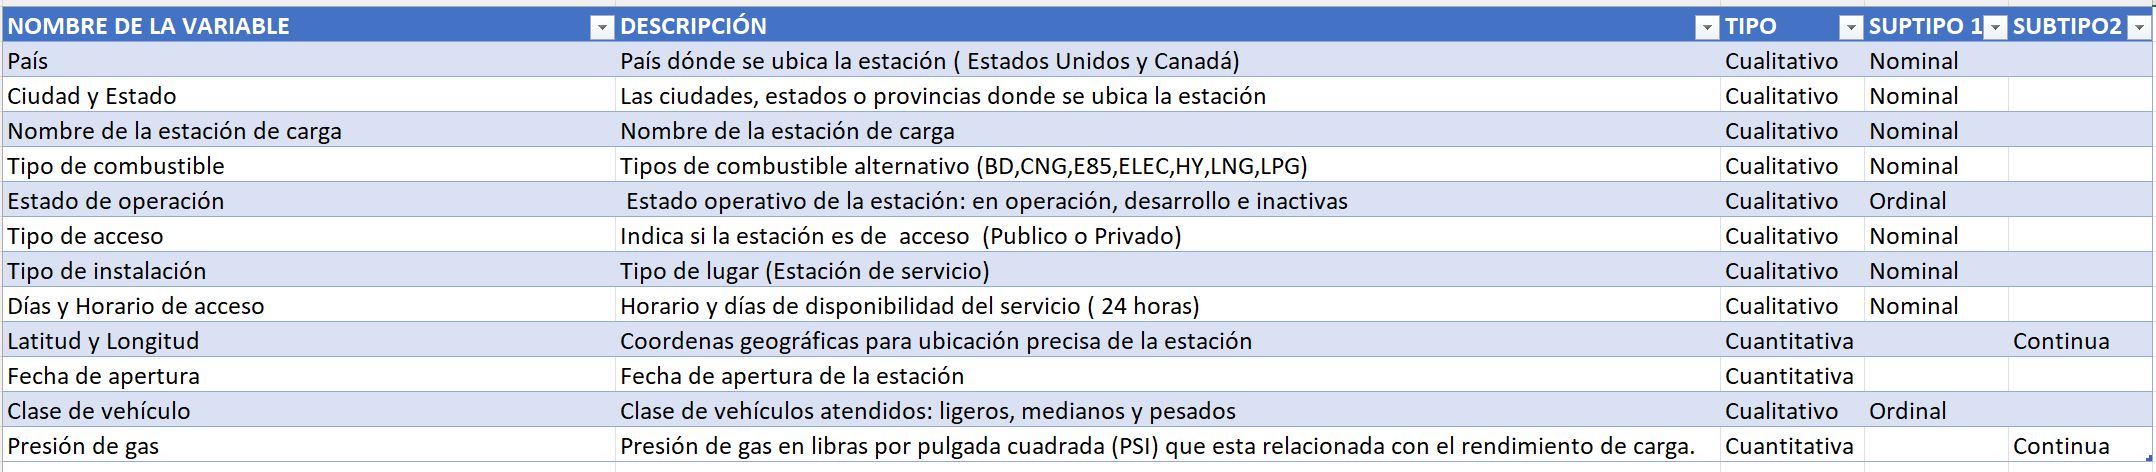 NOMBRE DE LA VARIABLE DESCRIPCIÓN TIPO SUPTIPO 1 SUBTIPO2
País País dónde se ubica la estación ( Estados Unidos y Canadá) Cualitativo Nominal
Ciudad y Estado Las ciudades, estados o provincias donde se ubica la estación Cualitativo Nominal
Nombre de la estación de carga Nombre de la estación de carga Cualitativo Nominal
Tipo de combustible Tipos de combustible alternativo (BD,CNG,E85,ELEC,HY,LNG,LPG) Cualitativo Nominal
Estado de operación Estado operativo de la estación: en operación, desarrollo e inactivas Cualitativo Ordinal
Tipo de acceso Indica si la estación es de  acceso  (Publico o Privado) Cualitativo Nominal
Tipo de instalación Tipo de lugar (Estación de servicio) Cualitativo Nominal
Días y Horario de acceso Horario y días de disponibilidad del servicio ( 24 horas) Cualitativo Nominal
Latitud y Longitud Coordenas geográficas para ubicación precisa de la estación Cuantitativa Continua
Fecha de apertura Fecha de apertura de la estación Cuantitativa
Clase de vehículo Clase de vehículos atendidos: ligeros, medianos y pesados Cualitativo Ordinal
Presión de gas Presión de gas en libras por pulgada cuadrada (PSI) que esta relacionada con el rendimiento de carga. Cuantitativa Continua